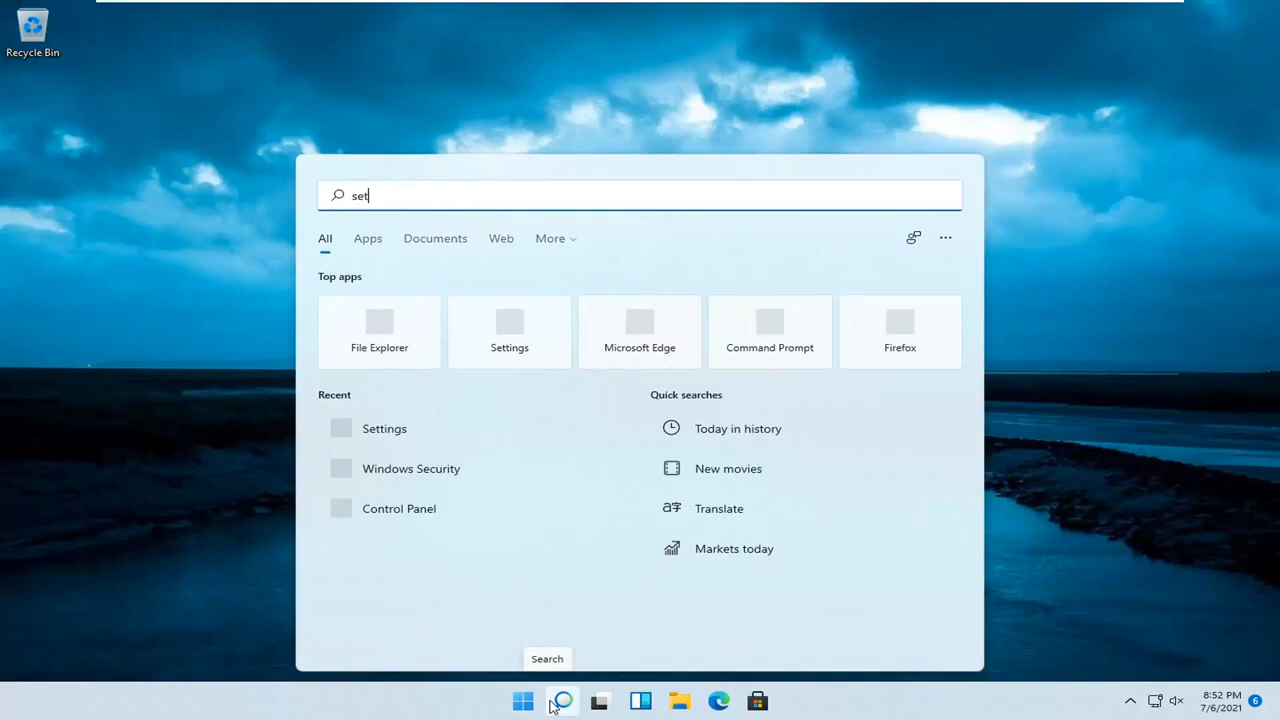 Recycle Bin
set
All Apps Documents Web More
Top apps
File Explorer Settings Microsoft Edge Command Prompt Firefox
Recent Quick searches
Settings Today in history
Windows Security New movies
Control Panel Translate
Markets today
Search
8:52 PM
7/6/2021 6